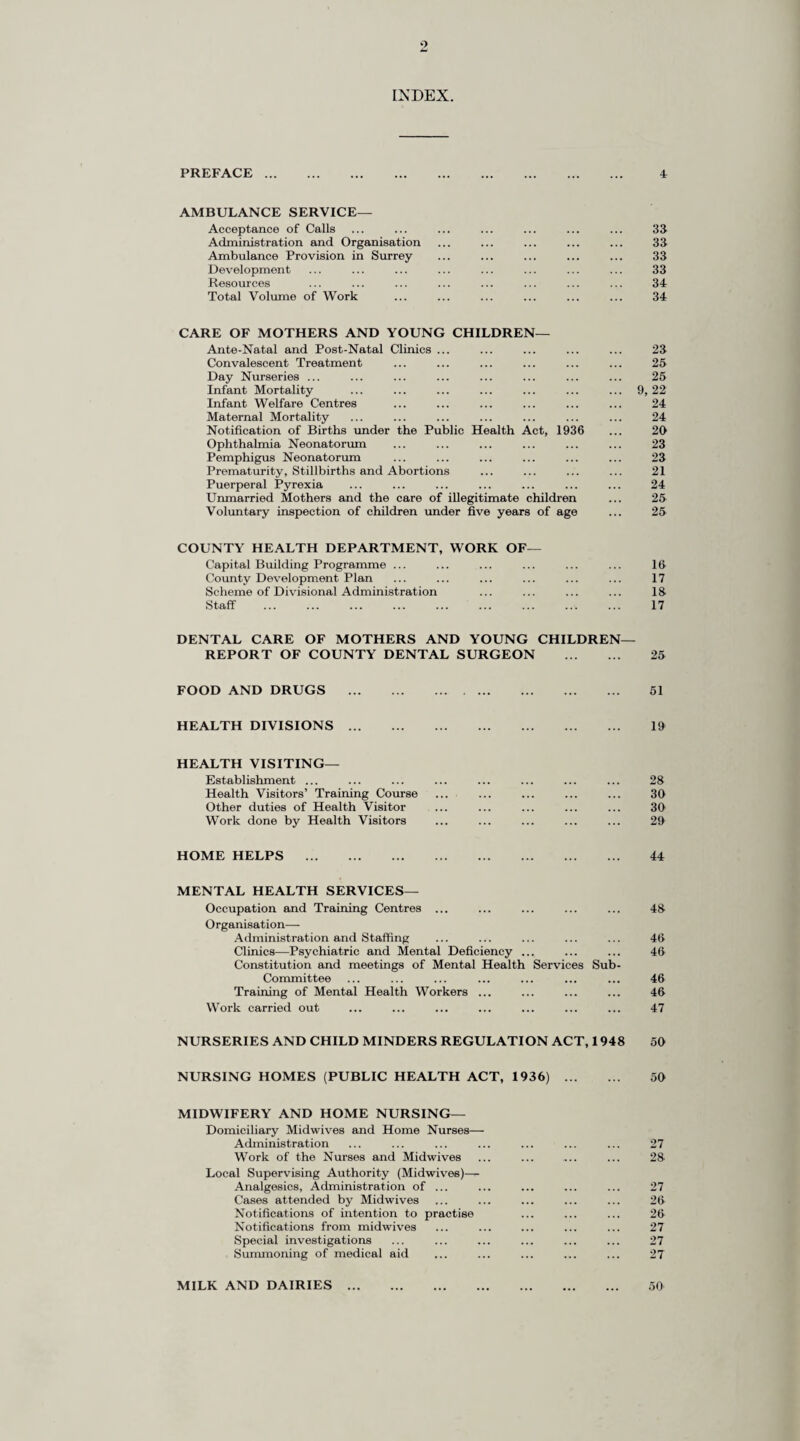 2
INDEX.
PREFACE ... ... ... ... ... ... ... ... ... 4
AMBULANCE SERVICE—
Acceptance of Calls ... ... ... ... ... ... ... 33
Administration and Organisation ... ... ... ... ... 33
Ambulance Provision in Surrey ... ... ... ... ... 33
Development ... ... ... ... ... ... ... ... 33
Resources ... ... ... ... ... ... ... ... 34
Total Volume of Work ... ... ... ... ... ... 34
CARE OF MOTHERS AND YOUNG CHILDREN—
Ante-Natal and Post-Natal Clinics ... ... ... ... ... 23
Convalescent Treatment ... ... ... ... ... ... 25
Day Nurseries ... ... ... ... ... ... ... ... 25
Infant Mortality ... ... ... ... ... ... ... 9, 22
Infant Welfare Centres ... ... ... ... ... ... 24
Maternal Mortality ... ... ... ... ... ... ... 24
Notification of Births under the Public Health Act, 1936 ... 20
Ophthalmia Neonatorum ... ... ... ... ... ... 23
Pemphigus Neonatorum ... ... ... ... ... ... 23
Prematurity, Stillbirths and Abortions ... ... ... ... 21
Puerperal Pyrexia ... ... ... ... ... ... ... 24
Unmarried Mothers and the care of illegitimate children ... 25
Voluntary inspection of children under five years of age ... 25
COUNTY HEALTH DEPARTMENT, WORK OF—
Capital Building Programme ... ... ... ... ... ... 16
County Development Plan ... ... ... ... ... ... 17
Scheme of Divisional Administration ... ... ... ... 18
Staff ... ... ... ... ... ... ... ... ... 17
DENTAL CARE OF MOTHERS AND YOUNG CHILDREN—
REPORT OF COUNTY DENTAL SURGEON ... ... 25
FOOD AND DRUGS ... ... ... . ... ... ... ... 51
HEALTH DIVISIONS ... ... ... ... ... ... ... 19
HEALTH VISITING—
Establishment ... ... ... ... ... ... ... ... 28
Health Visitors' Training Course ... ... ... ... ... 30
Other duties of Health Visitor ... ... ... ... ... 30
Work done by Health Visitors ... ... ... ... ... 29
HOME HELPS ... ... ... ... ... ... ... ... 44
MENTAL HEALTH SERVICES—
Occupation and Training Centres ... ... ... ... ... 48
Organisation—
Administration and Staffing ... ... ... ... ... 46
Clinics—Psychiatric and Mental Deficiency ... ... ... 46
Constitution and meetings of Mental Health Services Sub-
Committee ... ... ... ... ... ... ... 46
Training of Mental Health Workers ... ... ... ... 46
Work carried out ... ... ... ... ... ... ... 47
NURSERIES AND CHILD MINDERS REGULATION ACT, 1948 50
NURSING HOMES (PUBLIC HEALTH ACT, 1936) ... ... 50
MIDWIFERY AND HOME NURSING—
Domiciliary Midwives and Home Nurses—
Administration ... ... ... ... ... ... ... 27
Work of the Nurses and Midwives ... ... ... ... 28
Local Supervising Authority (Midwives)—
Analgesics, Administration of ... ... ... ... ... 27
Cases attended by Midwives ... ... ... ... ... 26
Notifications of intention to practise ... ... ... 26
Notifications from midwives ... ... ... ... ... 27
Special investigations ... ... ... ... ... ... 27
Summoning of medical aid ... ... ... ... ... 27
MILK AND DAIRIES ... ... ... ... ... ... ... 50